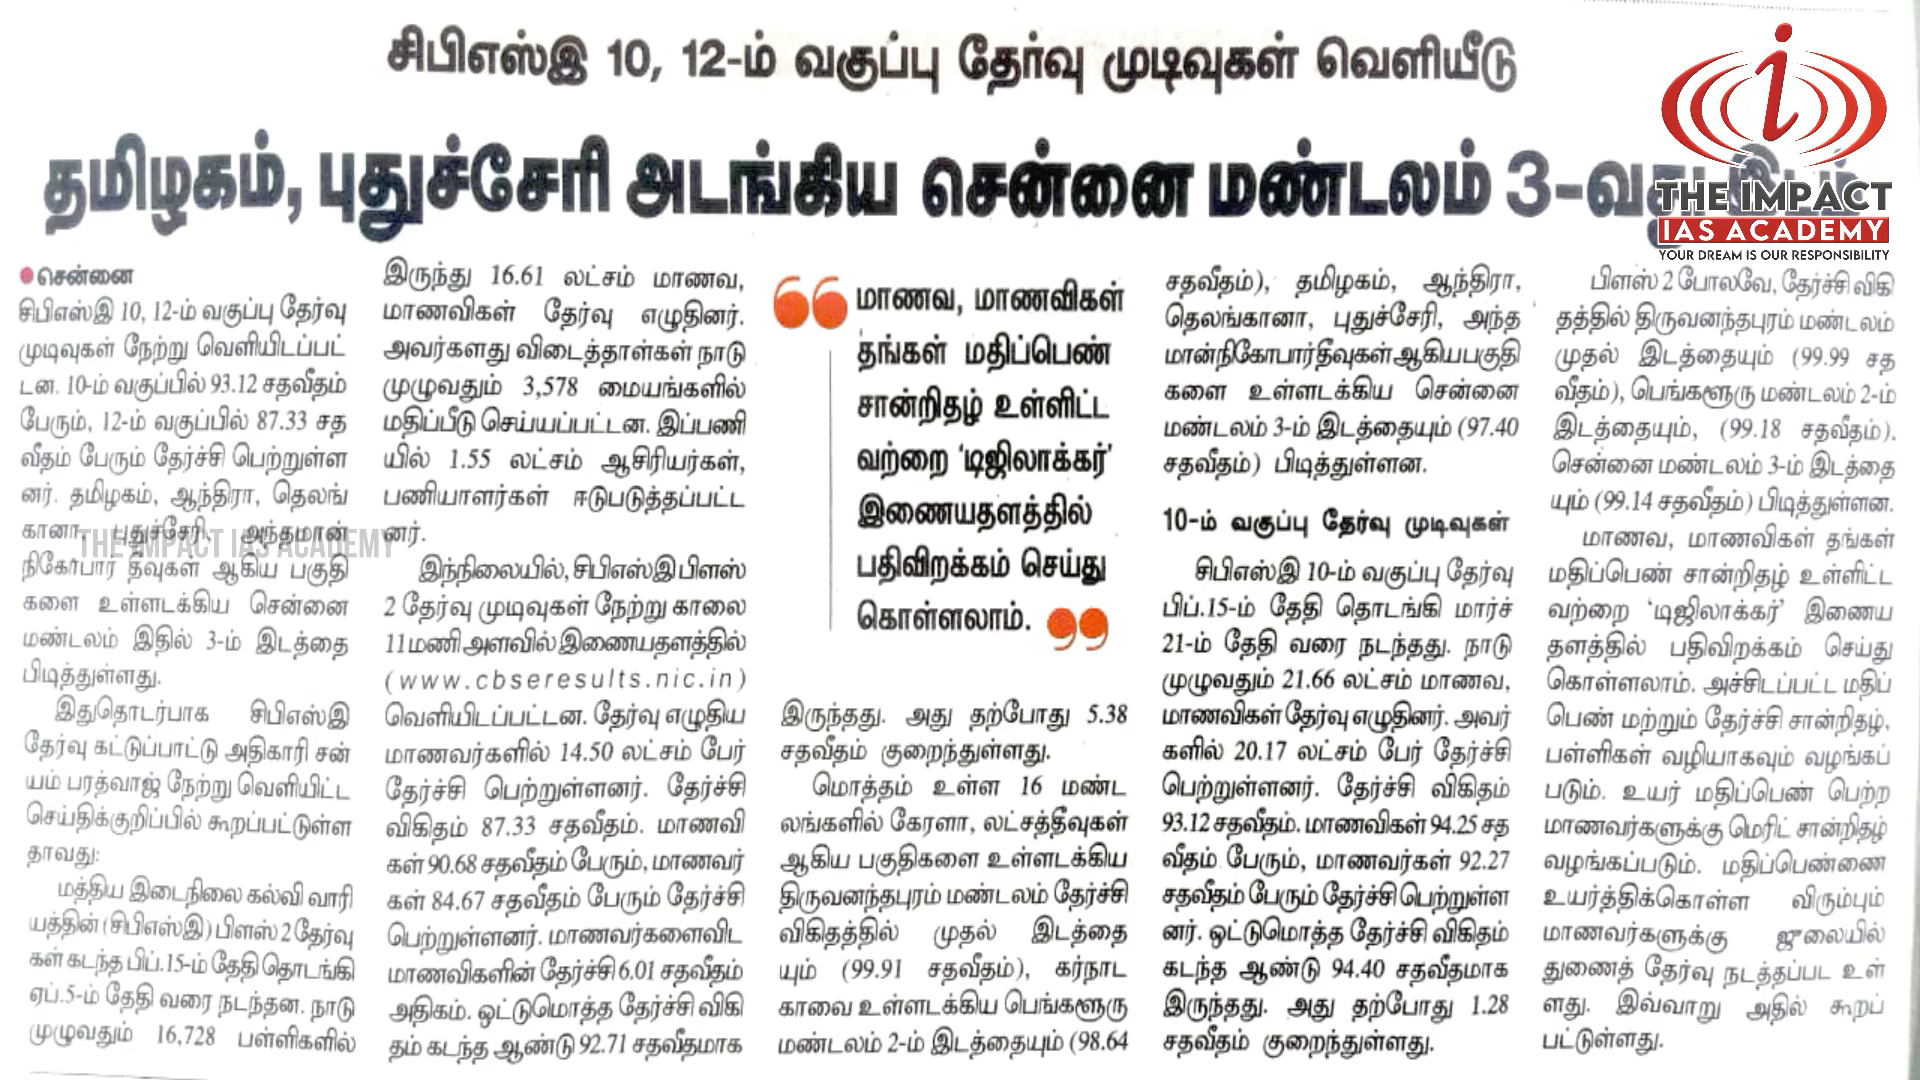 சிபிஎஸ்இ 10, 12-ம் வகுப்பு தேர்வு முடிவுகள் வெளியீடு
தமிழகம், புதுச்சேரி அடங்கிய சென்னை மண்டலம் 3-வது
THE IMPACT
IAS ACADEMY
YOUR DREAM IS OUR RESPONSIBILITY
சென்னை
சிபிஎஸ்இ 10, 12-ம் வகுப்பு தேர்வு
முடிவுகள் நேற்று வெளியிடப்பட்
டன. 10-ம் வகுப்பில் 93.12 சதவீதம்
பேரும், 12-ம் வகுப்பில் 87.33 சத
வீதம் பேரும் தேர்ச்சி பெற்றுள்ள
னர். தமிழகம், ஆந்திரா, தெலங்
கானா, புதுச்சேரி, அந்தமான்
THE IMPACT IAS ACADEMY
நிகோபார் தீவுகள் ஆகிய பகுதி
களை உள்ளடக்கிய சென்னை
மண்டலம் இதில் 3-ம் இடத்தை
பிடித்துள்ளது.
இதுதொடர்பாக சிபிஎஸ்இ
தேர்வு கட்டுப்பாட்டு அதிகாரி சன்
யம் பரத்வாஜ் நேற்று வெளியிட்ட
செய்திக்குறிப்பில் கூறப்பட்டுள்ள
தாவது:
மத்திய இடைநிலை கல்வி வாரி
யத்தின் (சிபிஎஸ்இ) பிளஸ் 2 தேர்வு
கள் கடந்த பிப்.15-ம் தேதி தொடங்கி
ஏப்.5-ம் தேதி வரை நடந்தன. நாடு
முழுவதும் 16,728 பள்ளிகளில்
இருந்து 16.61 லட்சம் மாணவ,
மாணவிகள் தேர்வு எழுதினர்.
அவர்களது விடைத்தாள்கள் நாடு
முழுவதும் 3,578 மையங்களில்
மதிப்பீடு செய்யப்பட்டன. இப்பணி
யில் 1.55 லட்சம் ஆசிரியர்கள்,
பணியாளர்கள் ஈடுபடுத்தப்பட்ட
னர்.
இந்நிலையில், சிபிஎஸ்இ பிளஸ்
2 தேர்வு முடிவுகள் நேற்று காலை
11 மணி அளவில் இணையதளத்தில்
(www.cbseresults.nic.in)
வெளியிடப்பட்டன. தேர்வு எழுதிய
மாணவர்களில் 14.50 லட்சம் பேர்
தேர்ச்சி பெற்றுள்ளனர். தேர்ச்சி
விகிதம் 87.33 சதவீதம். மாணவி
கள் 90.68 சதவீதம் பேரும், மாணவர்
கள் 84.67 சதவீதம் பேரும் தேர்ச்சி
பெற்றுள்ளனர். மாணவர்களைவிட
மாணவிகளின் தேர்ச்சி 6.01 சதவீதம்
அதிகம். ஒட்டுமொத்த தேர்ச்சி விகி
தம் கடந்த ஆண்டு 92.71 சதவீதமாக
❝ மாணவ, மாணவிகள்
தங்கள் மதிப்பெண்
சான்றிதழ் உள்ளிட்ட
வற்றை ‘டிஜிலாக்கர்’
இணையதளத்தில்
பதிவிறக்கம் செய்து
கொள்ளலாம். ❞
இருந்தது. அது தற்போது 5.38
சதவீதம் குறைந்துள்ளது.
மொத்தம் உள்ள 16 மண்ட
லங்களில் கேரளா, லட்சத்தீவுகள்
ஆகிய பகுதிகளை உள்ளடக்கிய
திருவனந்தபுரம் மண்டலம் தேர்ச்சி
விகிதத்தில் முதல் இடத்தை
யும் (99.91 சதவீதம்), கர்நாட
காவை உள்ளடக்கிய பெங்களூரு
மண்டலம் 2-ம் இடத்தையும் (98.64
சதவீதம்), தமிழகம், ஆந்திரா,
தெலங்கானா, புதுச்சேரி, அந்த
மான் நிகோபார் தீவுகள் ஆகிய பகுதி
களை உள்ளடக்கிய சென்னை
மண்டலம் 3-ம் இடத்தையும் (97.40
சதவீதம்) பிடித்துள்ளன.
10-ம் வகுப்பு தேர்வு முடிவுகள்
சிபிஎஸ்இ 10-ம் வகுப்பு தேர்வு
பிப்.15-ம் தேதி தொடங்கி மார்ச்
21-ம் தேதி வரை நடந்தது. நாடு
முழுவதும் 21.66 லட்சம் மாணவ,
மாணவிகள் தேர்வு எழுதினர். அவர்
களில் 20.17 லட்சம் பேர் தேர்ச்சி
பெற்றுள்ளனர். தேர்ச்சி விகிதம்
93.12 சதவீதம். மாணவிகள் 94.25 சத
வீதம் பேரும், மாணவர்கள் 92.27
சதவீதம் பேரும் தேர்ச்சி பெற்றுள்ள
னர். ஒட்டுமொத்த தேர்ச்சி விகிதம்
கடந்த ஆண்டு 94.40 சதவீதமாக
இருந்தது. அது தற்போது 1.28
சதவீதம் குறைந்துள்ளது.
பிளஸ் 2 போலவே, தேர்ச்சி விகி
தத்தில் திருவனந்தபுரம் மண்டலம்
முதல் இடத்தையும் (99.99 சத
வீதம்), பெங்களூரு மண்டலம் 2-ம்
இடத்தையும், (99.18 சதவீதம்),
சென்னை மண்டலம் 3-ம் இடத்தை
யும் (99.14 சதவீதம்) பிடித்துள்ளன.
மாணவ, மாணவிகள் தங்கள்
மதிப்பெண் சான்றிதழ் உள்ளிட்ட
வற்றை ‘டிஜிலாக்கர்’ இணைய
தளத்தில் பதிவிறக்கம் செய்து
கொள்ளலாம். அச்சிடப்பட்ட மதிப்
பெண் மற்றும் தேர்ச்சி சான்றிதழ்,
பள்ளிகள் வழியாகவும் வழங்கப்
படும். உயர் மதிப்பெண் பெற்ற
மாணவர்களுக்கு மெரிட் சான்றிதழ்
வழங்கப்படும். மதிப்பெண்ணை
உயர்த்திக்கொள்ள விரும்பும்
மாணவர்களுக்கு ஜூலையில்
துணைத் தேர்வு நடத்தப்பட உள்
ளது. இவ்வாறு அதில் கூறப்
பட்டுள்ளது.